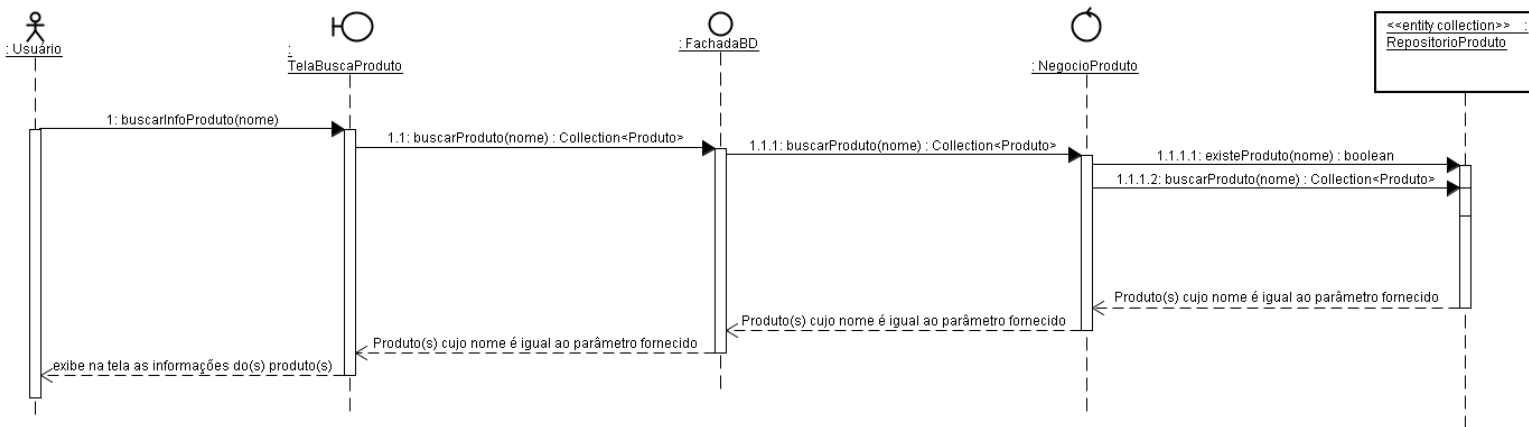 : Usuário
:
TelaBuscaProduto
: FachadaBD
: NegocioProduto
<<entity collection>> :
RepositorioProduto
1: buscarInfoProduto(nome)
1.1: buscarProduto(nome) : Collection<Produto>
1.1.1: buscarProduto(nome) : Collection<Produto>
1.1.1.1: existeProduto(nome) : boolean
1.1.1.2: buscarProduto(nome) : Collection<Produto>
Produto(s) cujo nome é igual ao parâmetro fornecido
Produto(s) cujo nome é igual ao parâmetro fornecido
Produto(s) cujo nome é igual ao parâmetro fornecido
exibe na tela as informações do(s) produto(s)